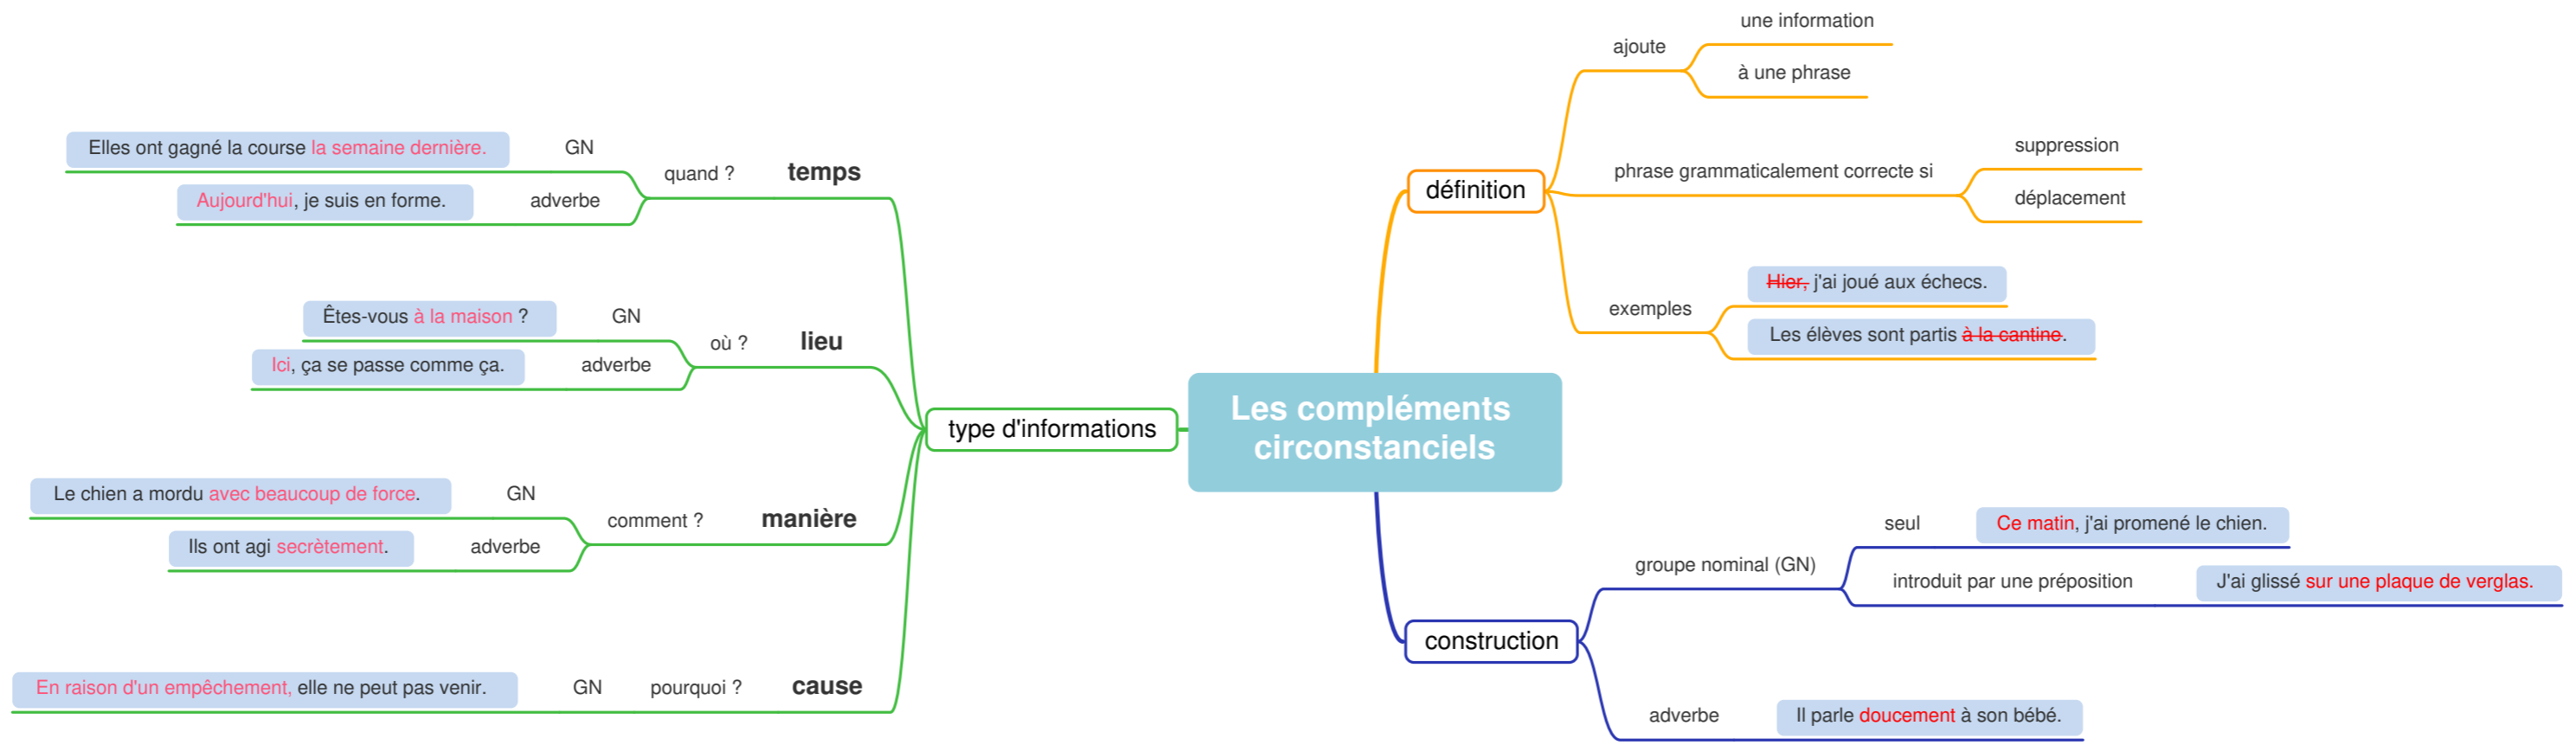 Les compléments
circonstanciels
définition
ajoute
une information
à une phrase
phrase grammaticalement correcte si
suppression
déplacement
exemples
Hier, j'ai joué aux échecs.
Les élèves sont partis à la cantine.
construction
groupe nominal (GN)
seul
Ce matin, j'ai promené le chien.
introduit par une préposition
J'ai glissé sur une plaque de verglas.
adverbe
Il parle doucement à son bébé.
type d'informations
temps
quand ?
GN
Elles ont gagné la course la semaine dernière.
adverbe
Aujourd'hui, je suis en forme.
lieu
où ?
GN
Êtes-vous à la maison ?
adverbe
Ici, ça se passe comme ça.
manière
comment ?
GN
Le chien a mordu avec beaucoup de force.
adverbe
Ils ont agi secrètement.
cause
pourquoi ?
GN
En raison d'un empêchement, elle ne peut pas venir.